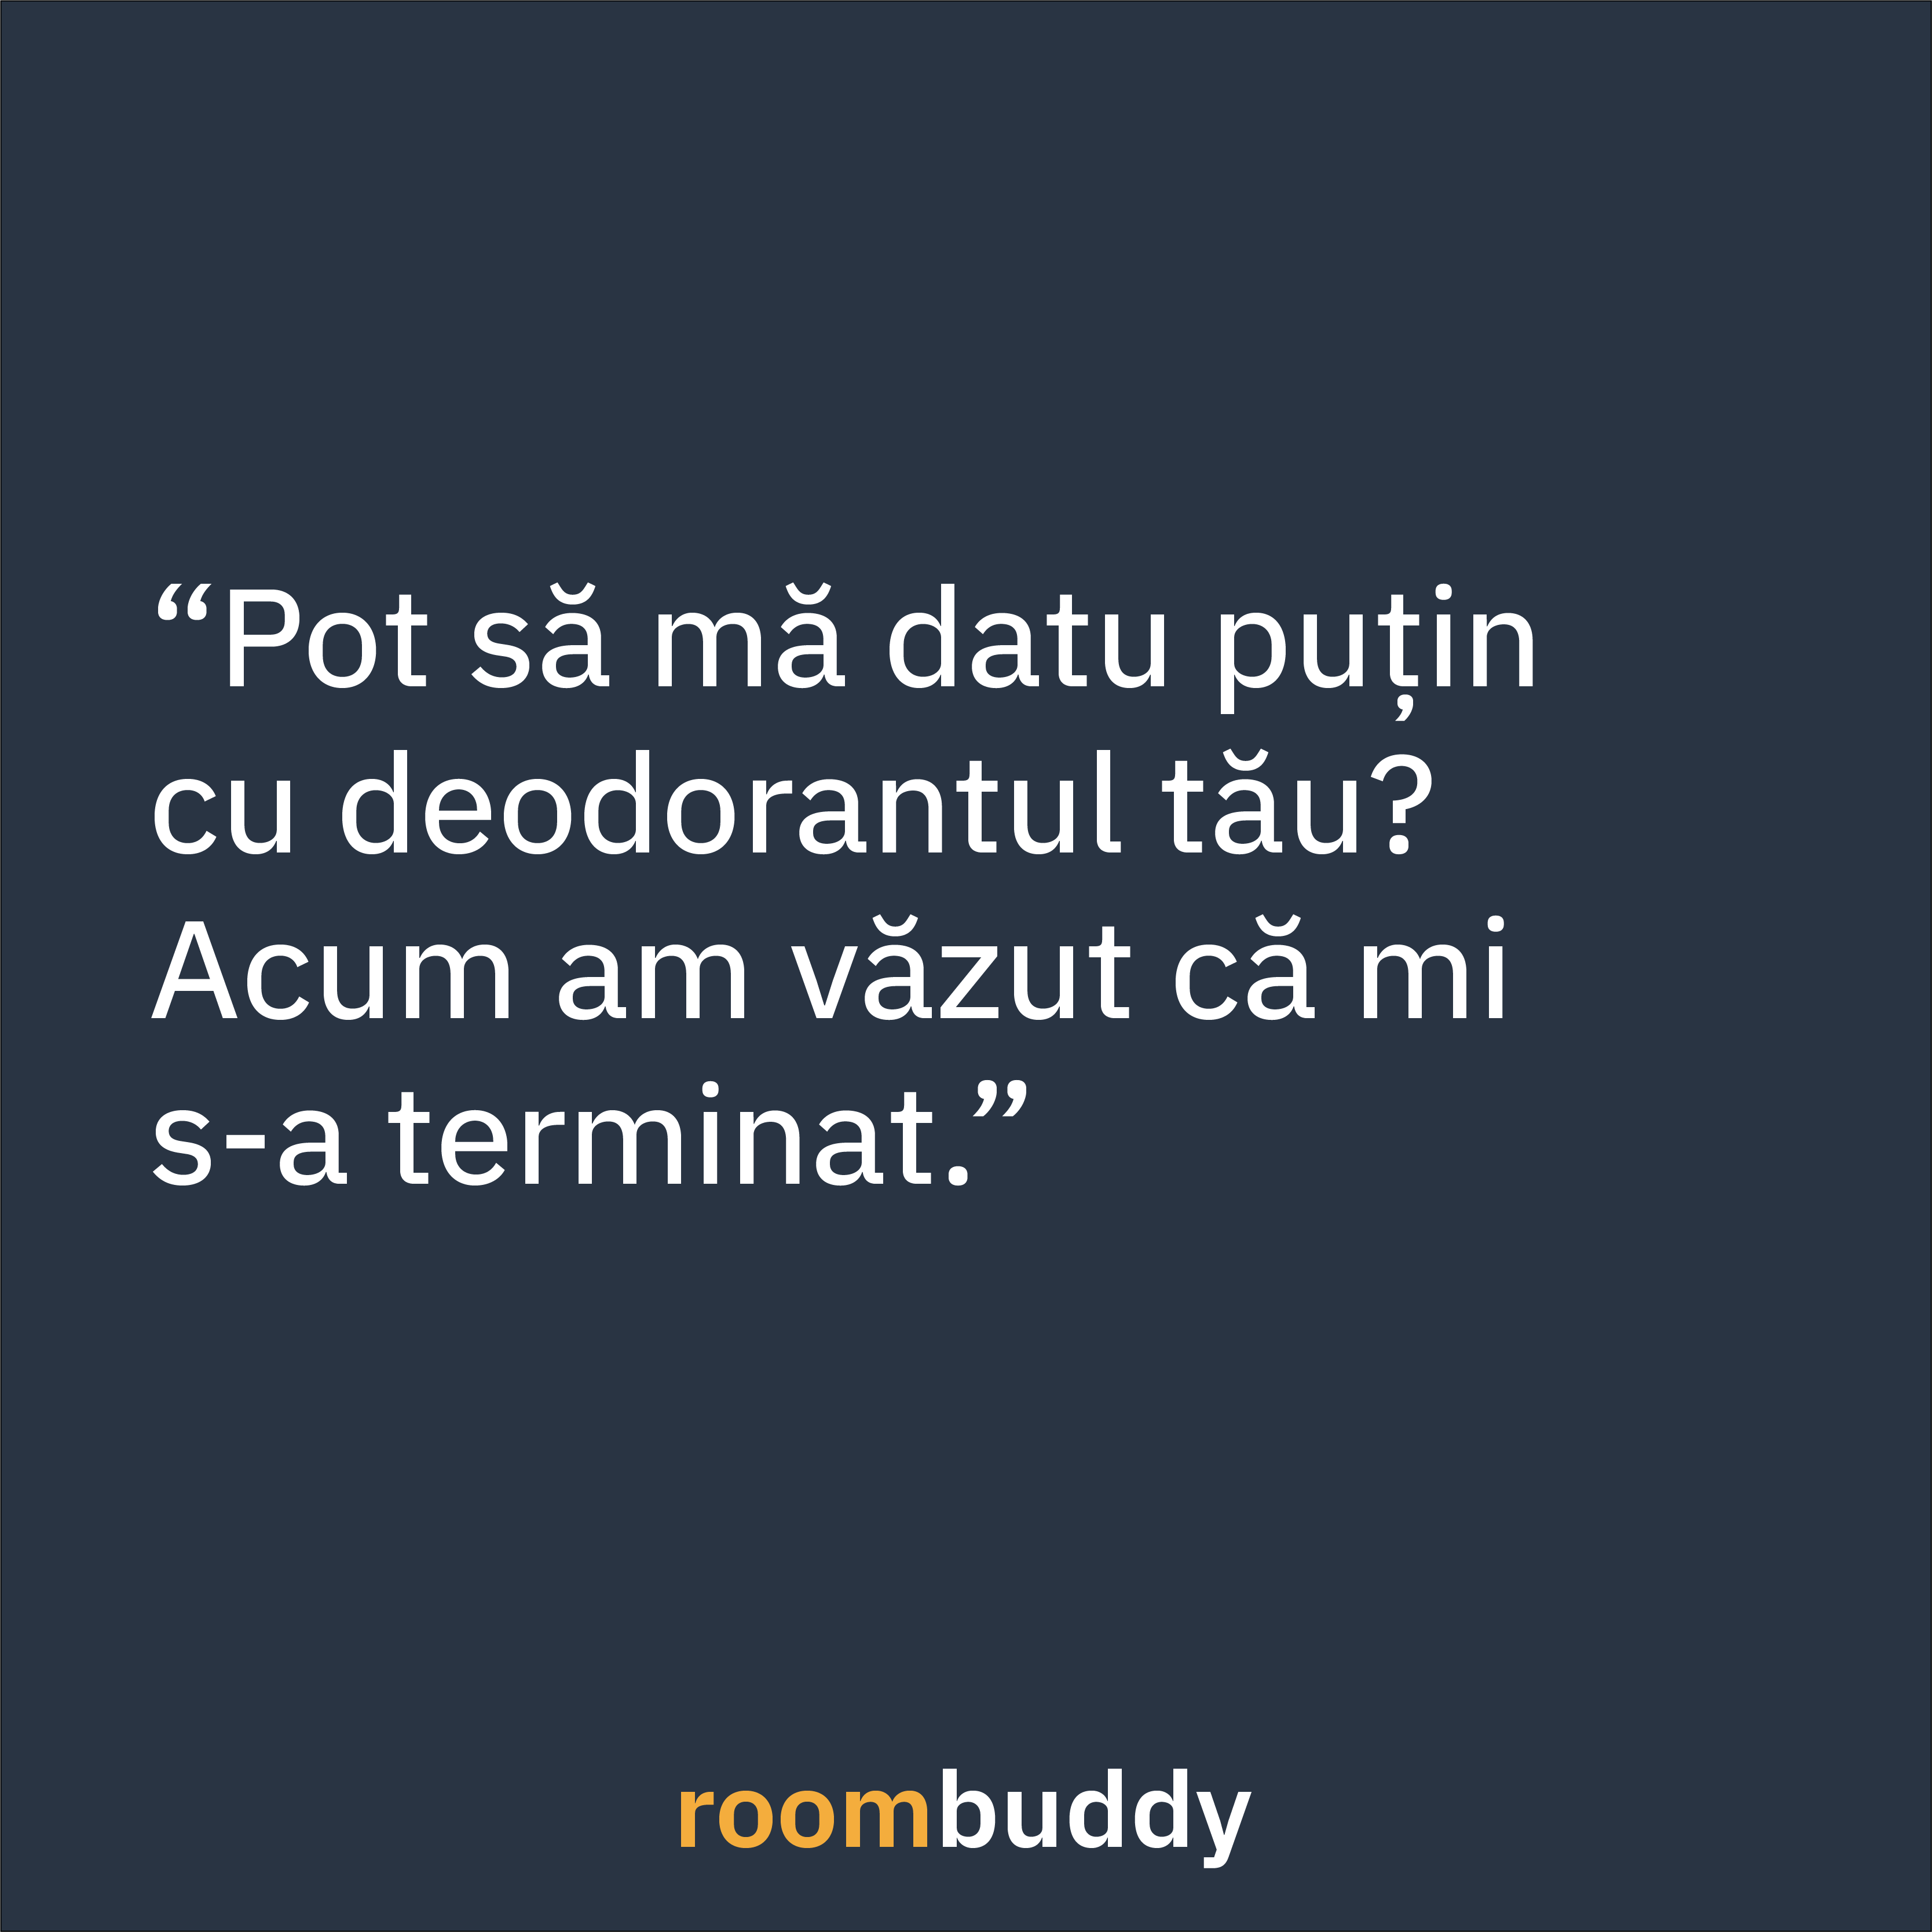 “Pot să mă datu puțin
cu deodorantul tău?
Acum am văzut că mi
s-a terminat.”
roombuddy